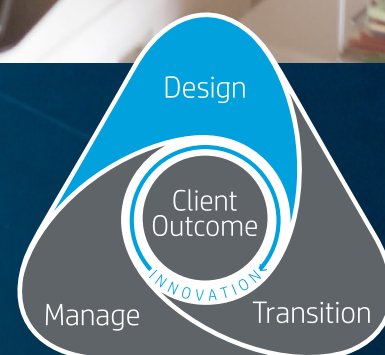 Design
Client
Outcome
INNOVATION
Manage
Transition